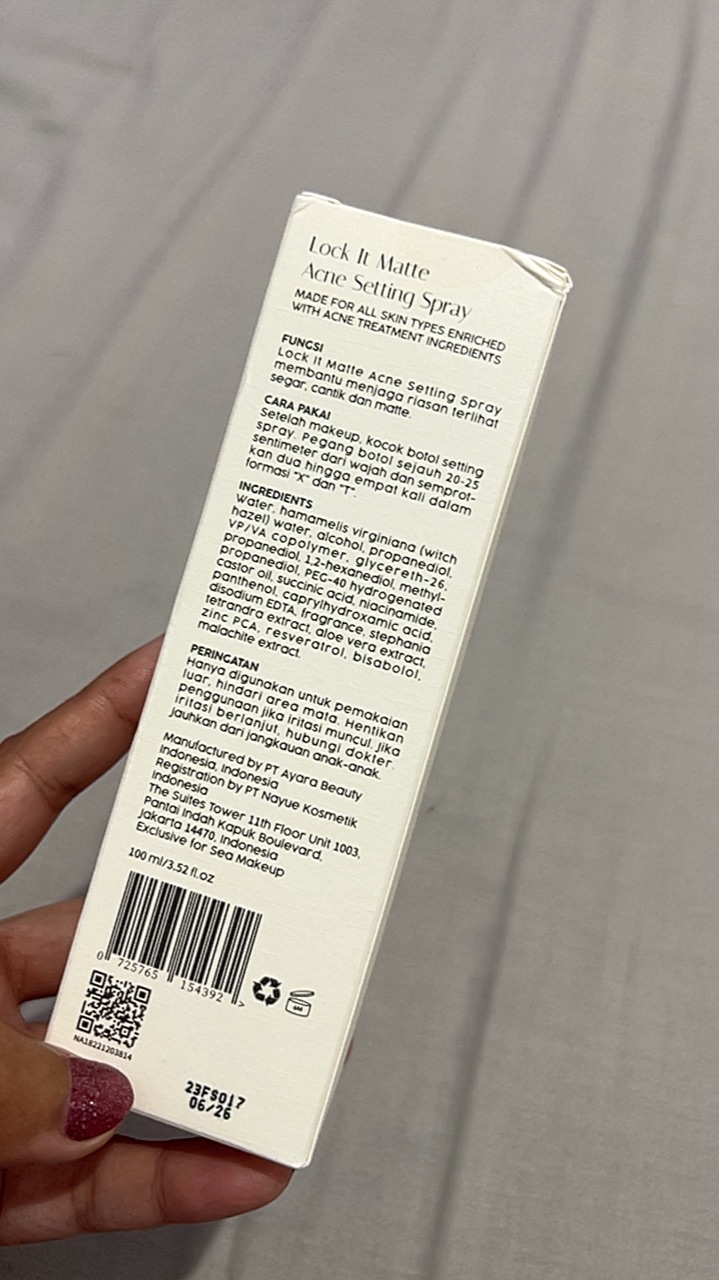 Lock It Matte
Acne Setting Spray
MADE FOR ALL SKIN TYPES ENRICHED
WITH ACNE TREATMENT INGREDIENTS
FUNGSI
Lock it Matte Acne Setting Spray
membantu menjaga riasan terlihat
segar, cantik dan matte.
CARA PAKAI
Setelah makeup, kocok botol setting
spray. Pegang botol sejauh 20-25
sentimeter dari wajah dan semprot-
kan dua hingga empat kali dalam
formasi "X" dan "T".
INGREDIENTS
Water, hamamelis virginiana (witch
hazel) water, alcohol, propanediol,
VP/VA copolymer, glycereth-26,
propanediol, 1,2-hexanediol, methyl-
propanediol, PEG-40 hydrogenated
castor oil, succinic acid, niacinamide,
panthenol, caprylhydroxamic acid,
disodium EDTA, fragrance, stephania
tetrandra extract, aloe vera extract,
zinc PCA, resveratrol, bisabolol,
malachite extract.
PERINGATAN
Hanya digunakan untuk pemakaian
luar, hindari area mata. Hentikan
penggunaan jika iritasi muncul. Jika
iritasi berlanjut, hubungi dokter.
Jauhkan dari jangkauan anak-anak.
Manufactured by PT Ayara Beauty
Indonesia, Indonesia
Registration by PT Nayue Kosmetik
Indonesia
The Suites Tower 11th Floor Unit 1003,
Pantai Indah Kapuk Boulevard,
Jakarta 14470, Indonesia
Exclusive for Sea Makeup
100 ml/3.52 fl.oz
0 725765 154392 >
NA18221203814
23FS017
06/26